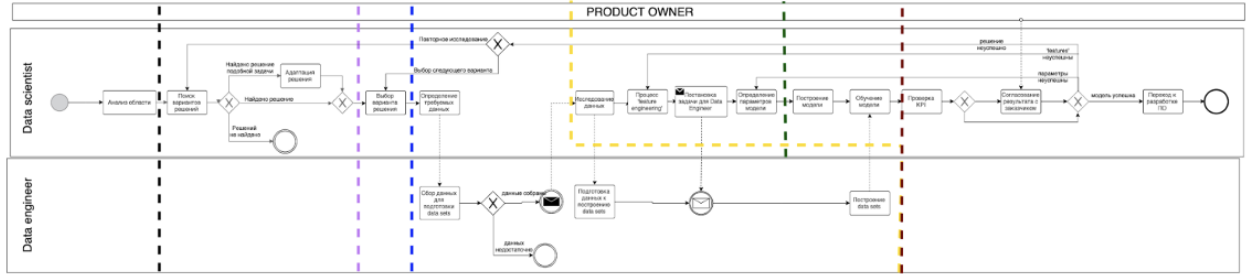 PRODUCT OWNER
Data scientist
Повторное исследование
Выбор следующего варианта
решение
неуспешно
'features'
неуспешны
параметры
неуспешны
Найдено решение
подобной задачи
Адаптация
решения
Анализ области
Поиск
вариантов
решений
Найдено решение
Решений
не найдено
Выбор
варианта
решения
Определение
требуемых
данных
Исследование
данных
Процесс
'feature
engineering'
Постановка
задачи для Data
Engineer
Определение
параметров
модели
Построение
модели
Обучение
модели
Проверка
KPI
Согласование
результата с
заказчиком
модель успешна
Переход к
разработке
ПО
Data engineer
Сбор данных
для
подготовки
data sets
данные собраны
данных
недостаточно
Подготовка
данных к
построению
data sets
Построение
data sets